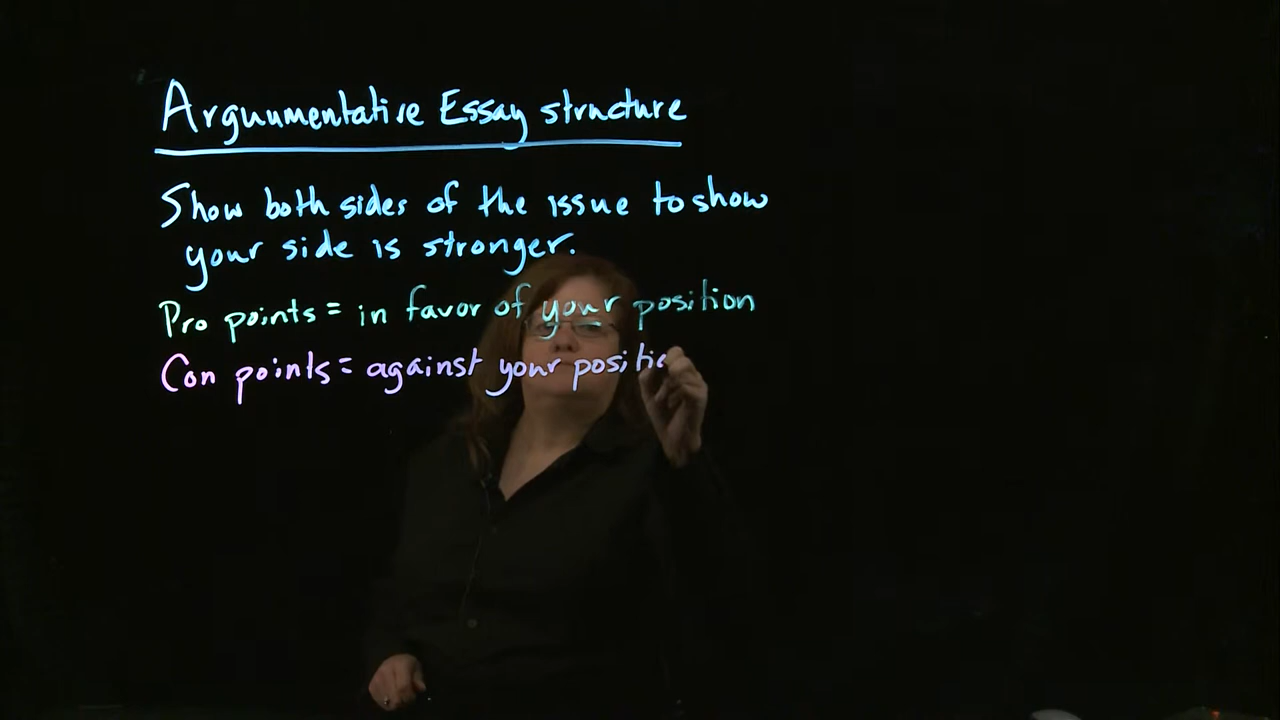 Arguumentative Essay structure
Show both sides of the issue to show
your side is stronger.
Pro points = in favor of your position
Con points = against your positio